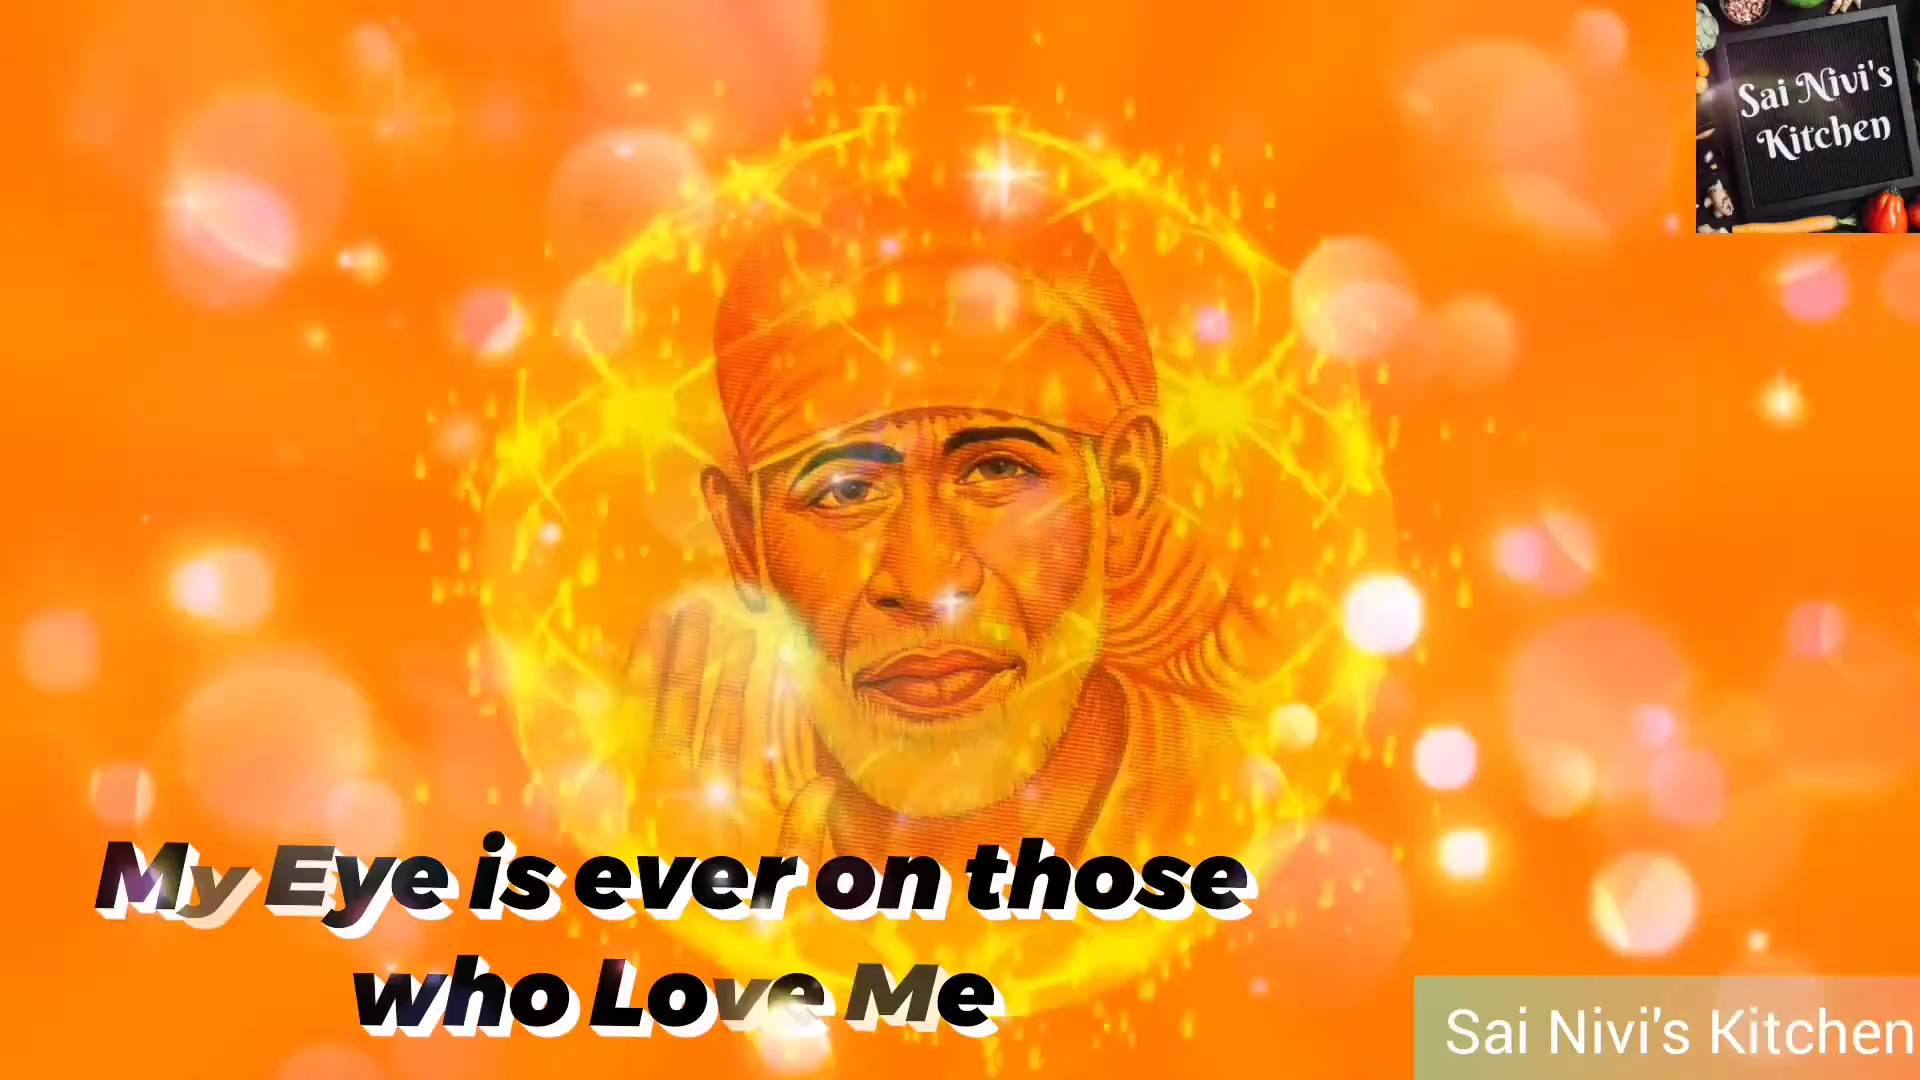 Sai Nivi's
Kitchen
My Eye is ever on those
who Love Me
Sai Nivi's Kitchen